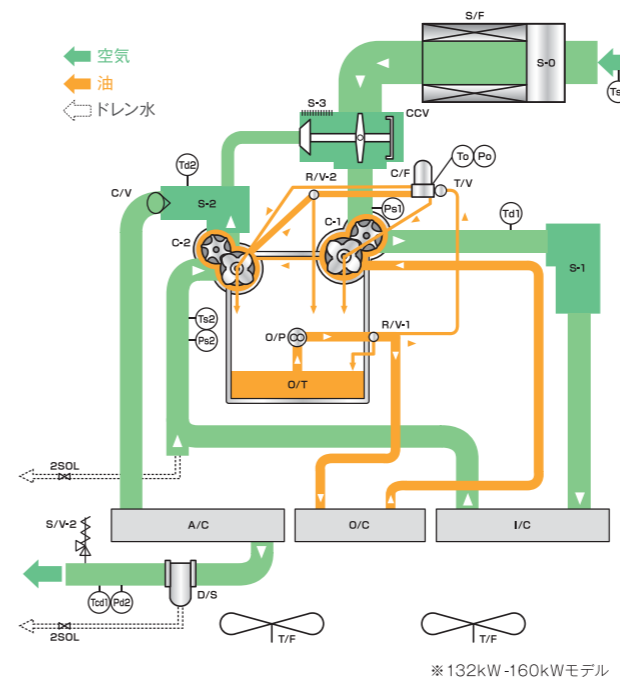 S/F
空気
油
ドレン水
S-0
Ts
S-3
CCV
Td2
C/F
To
Po
T/V
R/V-2
C/V
S-2
Ps1
C-1
Td1
C-2
S-1
Ts2
Ps2
O/P
R/V-1
O/T
2SOL
S/V-2
A/C
O/C
I/C
Tcd1
Pd2
D/S
2SOL
T/F
T/F
※132kW-160kWモデル